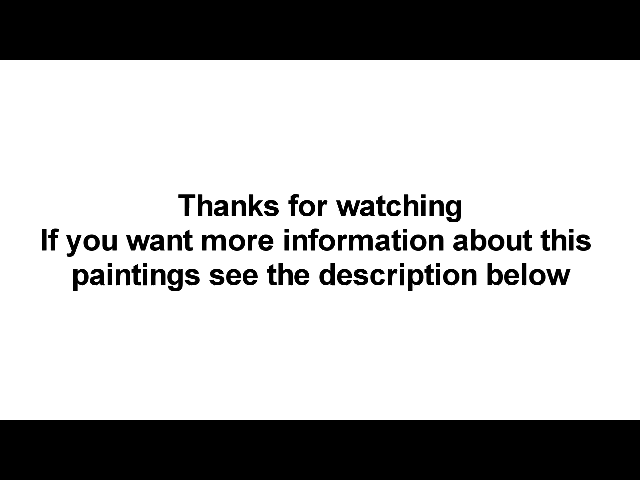 Thanks for watching
If you want more information about this
paintings see the description below